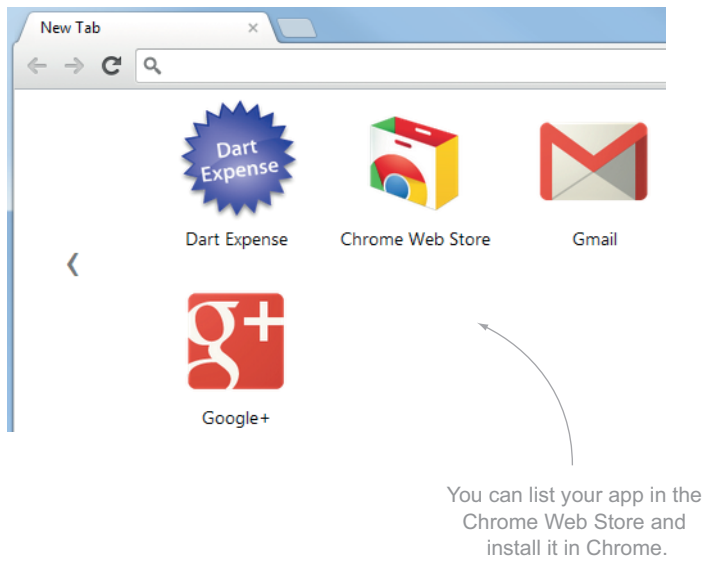 New Tab
Dart
Expense
Dart Expense
Chrome Web Store
Gmail
g+
Google+
You can list your app in the
Chrome Web Store and
install it in Chrome.